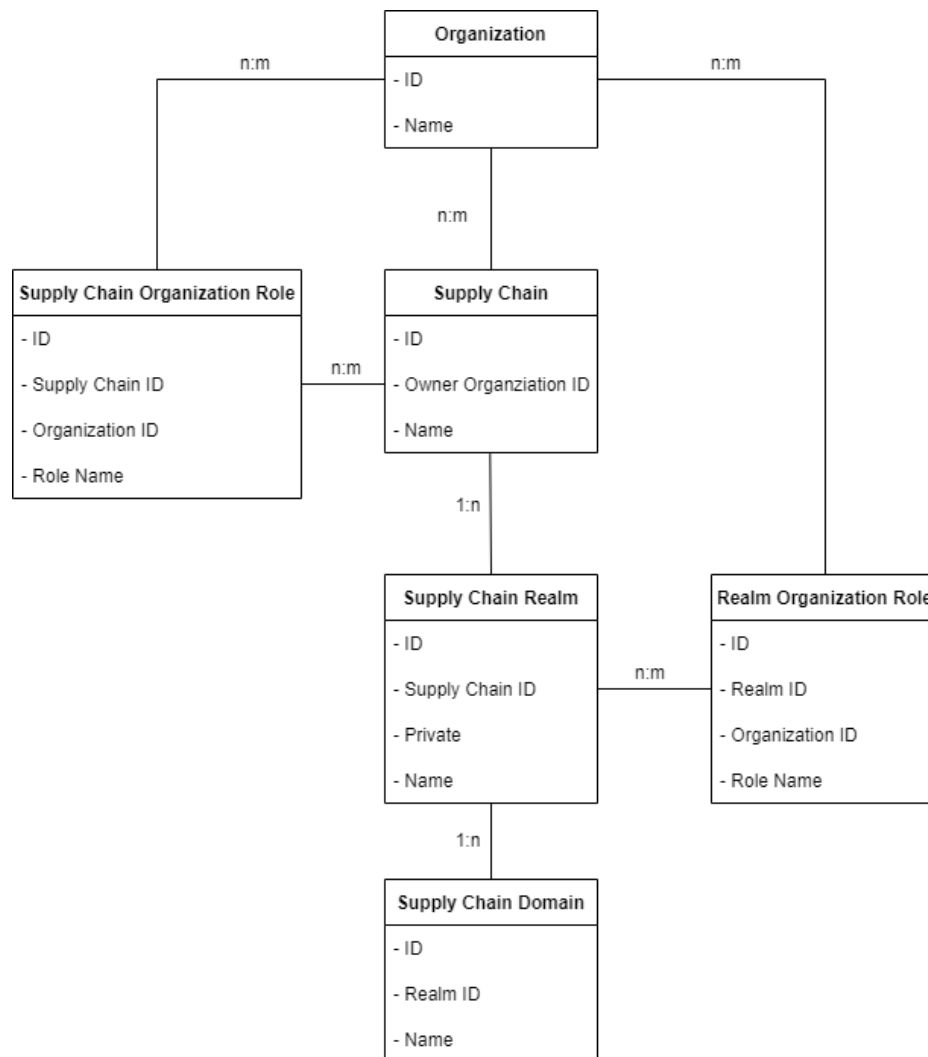 Organization
- ID
- Name
n:m
n:m
n:m
Supply Chain Organization Role
- ID
- Supply Chain ID
- Organization ID
- Role Name
n:m
Supply Chain
- ID
- Owner Organziation ID
- Name
1:n
Supply Chain Realm
- ID
- Supply Chain ID
- Private
- Name
n:m
Realm Organization Role
- ID
- Realm ID
- Organization ID
- Role Name
1:n
Supply Chain Domain
- ID
- Realm ID
- Name